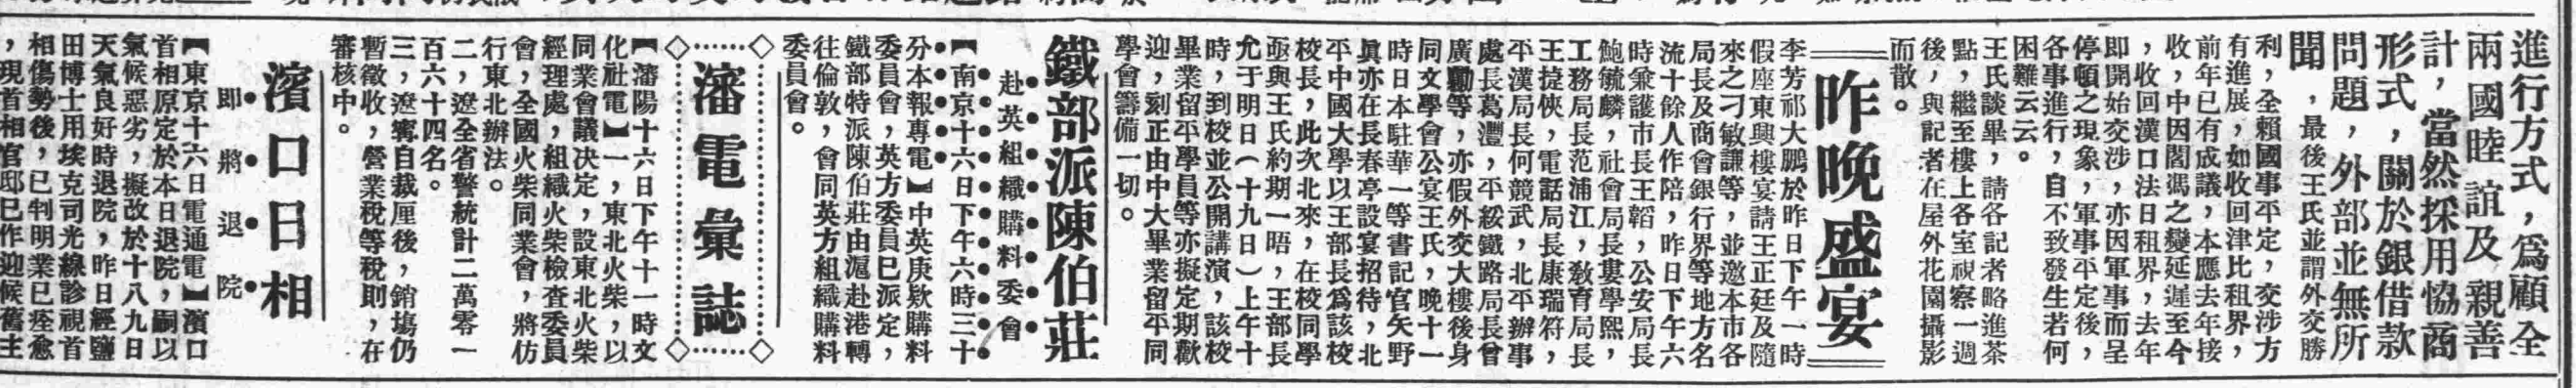 進行方式，爲顧全
兩國睦誼及親善
計，當然採用協商
形式，關於銀借款
問題，外部並無所
聞，最後王氏並謂外交勝
利，全賴國事平定，交涉方
有進展，如收回津比租界，
前年已有成議，本應去年接
收，中因閻馮之變延遲至今
，收回漢口法日租界，去年
即開始交涉，亦因軍事而呈
停頓之現象，軍事平定後，
各事進行，自不致發生若何
困難云云。
王氏談畢，請各記者略進茶
點，繼至樓上各室視察一週
後，與記者在屋外花園攝影
而散。
昨晚盛宴
李芳祁大鵬於昨日下午一時
假座東興樓宴請王正廷及隨
來之刁敏謙等，並邀本市各
局長及商會銀行界等地方名
流十餘人作陪，昨日下午六
時兼護市長王韜，公安局長
鮑毓麟，社會局長婁學熙，
工務局長范浦江，教育局長
王捷俠，電話局長康瑞符，
平漢局長何競武，北平辦事
處長葛灃，平綏鐵路局長曾
廣勷等，亦假外交大樓後身
同文學會公宴王氏，晚十一
時日本駐華一等書記官矢野
眞亦在長春亭設宴招待，北
平中國大學以王部長爲該校
校長，此次北來，在校同學
亟與王氏約期一晤，王部長
允于明日（十九日）上午十
時，到校並公開講演，該校
畢業留平學員等亦擬定期歡
迎，刻正由中大畢業留平同
學會籌備一切。
鐵部派陳伯莊
赴英組織購料委會
【南京十六日下午六時三十
分本報專電】中英庚欵購料
委員會，英方委員已派定，
鐵部特派陳伯莊由滬赴港轉
往倫敦，會同英方組織購料
委員會。
瀋電彙誌
【瀋陽十六日下午十一時文
化社電】一，東北火柴，以
同業會議决定，設東北火柴
經理處，組織火柴檢查委員
會，全國火柴同業會，將仿
行東北辦法。
二，遼全省警統計二萬零一
百六十四名。
三，遼寗自裁厘後，銷塲仍
暫徵收，營業稅等稅則，在
審核中。
濱口日相
即將退院
【東京十六日電通電】濱口
首相原定於本日退院，嗣以
氣候惡劣，擬改於十八九日
天氣良好時退院，昨日經鹽
田博士用埃克司光線診視首
相傷勢後，已判明業已痊愈
，現首相官邸已作迎候舊主